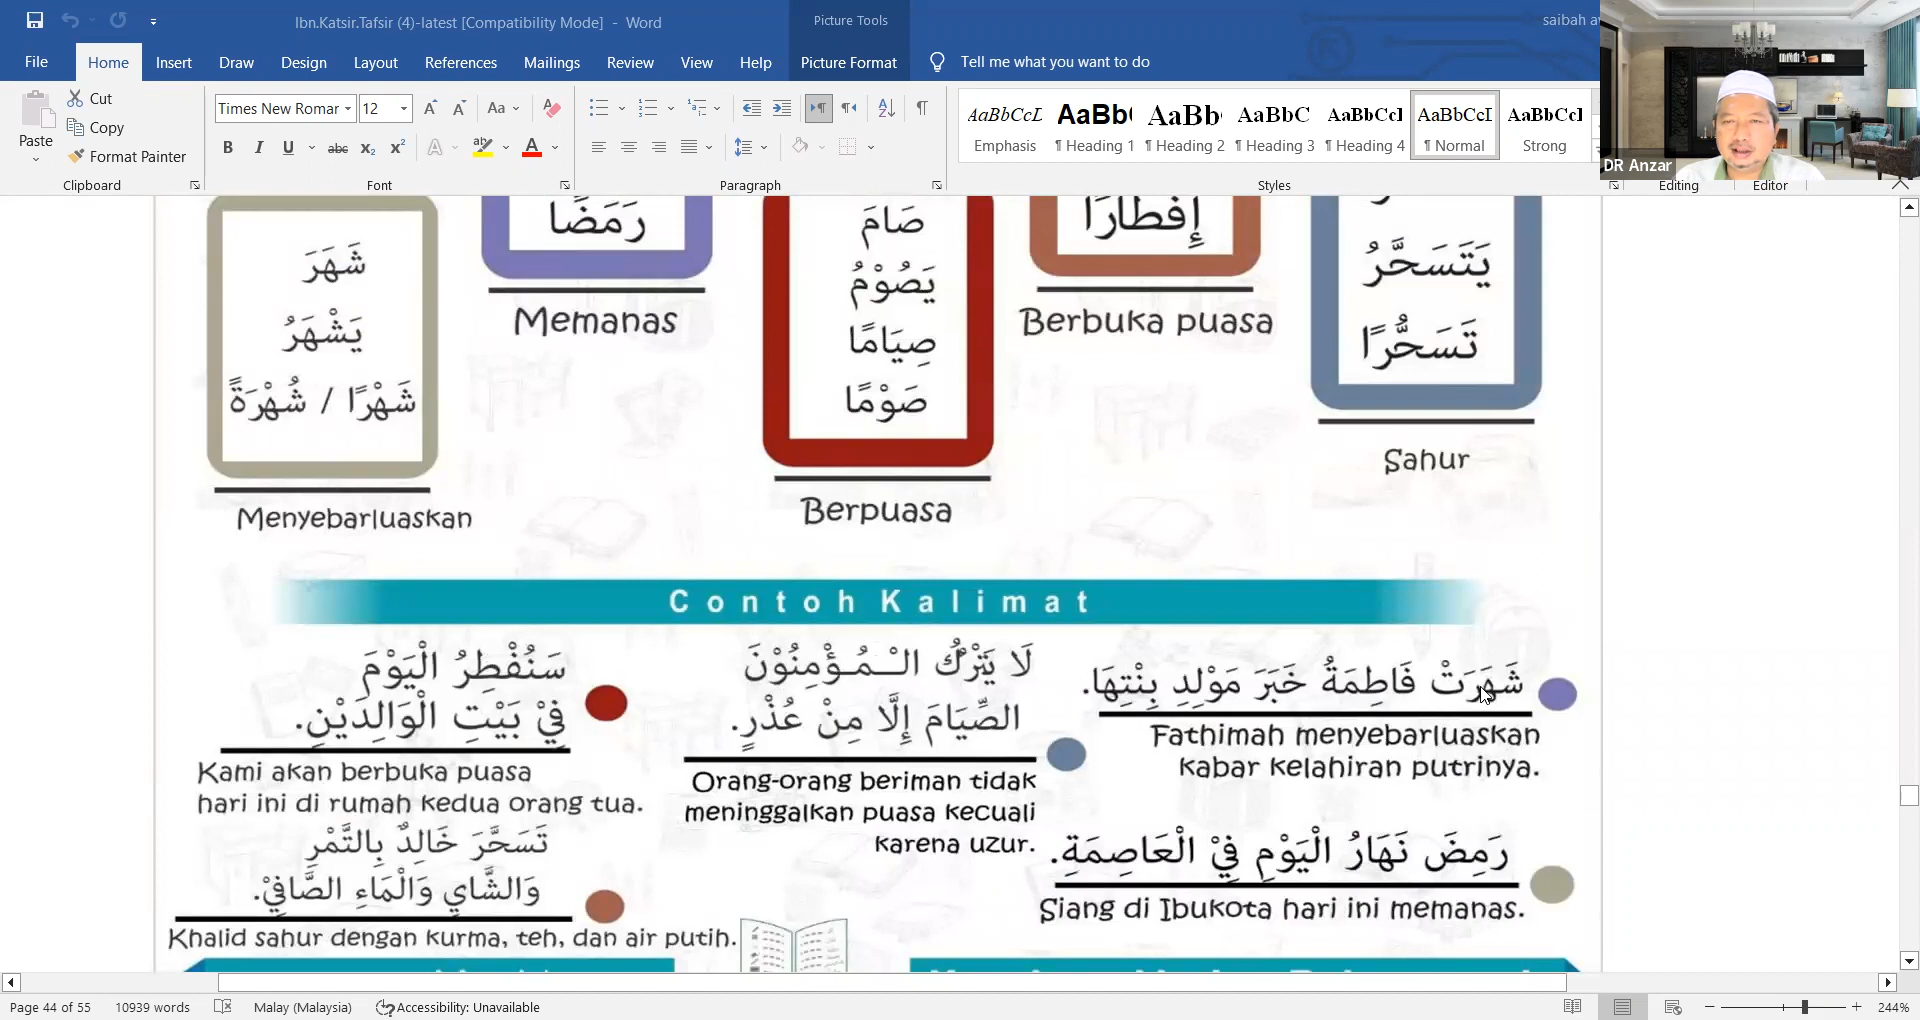 Ibn.Katsir.Tafsir (4)-latest [Compatibility Mode] - Word
Picture Tools
saibah
File Home Insert Draw Design Layout References Mailings Review View Help Picture Format Tell me what you want to do
Cut
Copy
Format Painter
Paste
Clipboard
Times New Roman 12
Font
Paragraph
AaBbCcI Emphasis
AaBb( ¶ Heading 1
AaBb ¶ Heading 2
AaBbC ¶ Heading 3
AaBbCcI ¶ Heading 4
AaBbCcI ¶ Normal
AaBbCcI Strong
Styles
Editing
Editor
DR Anzar
شَهَرَ
يَشْهَرُ
شَهْرًا / شُهْرَةً
Menyebarluaskan
رَمَضًا
Memanas
صَامَ
يَصُوْمُ
صِيَامًا
صَوْمًا
Berpuasa
إِفْطَارًا
Berbuka puasa
يَتَسَحَّرُ
تَسَحُّرًا
Sahur
Contoh Kalimat
شَهَرَتْ فَاطِمَةُ خَبَرَ مَوْلِدِ بِنْتِهَا.
Fathimah menyebarluaskan
kabar kelahiran putrinya.
رَمِضَ نَهَارُ الْيَوْمِ فِيْ الْعَاصِمَةِ.
Siang di Ibukota hari ini memanas.
لَا يَتْرُكُ الْـمُـؤْمِنُوْنَ
الصِّيَامَ إِلَّا مِنْ عُذْرٍ.
Orang-orang beriman tidak
meninggalkan puasa kecuali
karena uzur.
سَنُفْطِرُ الْيَوْمَ
فِيْ بَيْتِ الْوَالِدَيْنِ.
Kami akan berbuka puasa
hari ini di rumah kedua orang tua.
تَسَحَّرَ خَالِدٌ بِالتَّمْرِ
وَالشَّايِ وَالْمَاءِ الصَّافِيْ.
Khalid sahur dengan kurma, teh, dan air putih.
Page 44 of 55 10939 words Malay (Malaysia) Accessibility: Unavailable 244%